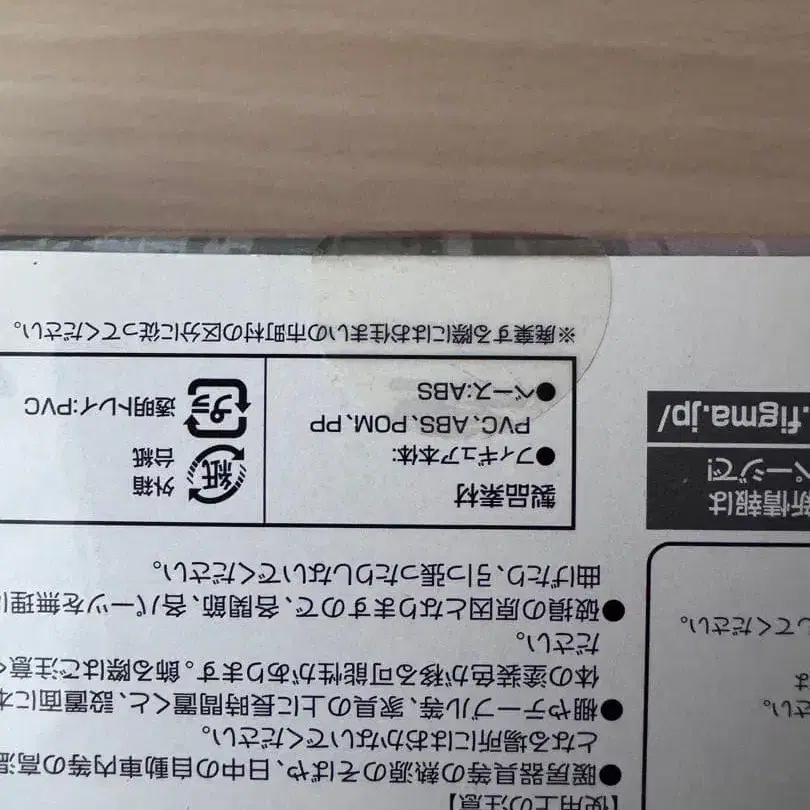 【使用上の注意】
●暖房器具等の熱の源のそばや、日中の自動車内等の高温
となる場所にはおかないでください。
●棚やテーブル等、家具の上に長時間置くと、設置面に本
体の塗装色が移る可能性があります。飾る際はご注意く
ださい。
●破損の原因となりますので、各関節、各パーツを無理に
曲げたり、引っ張ったりしないでください。
してください。
は
い。
新情報は
ページで!
.figma.jp/
製品素材
●フィギュア本体:
PVC、ABS、POM、PP
●ベース:ABS
紙
外箱
台紙
プラ
透明トレイ:PVC
※廃棄する際にはお住まいの市町村の区分に従ってください。